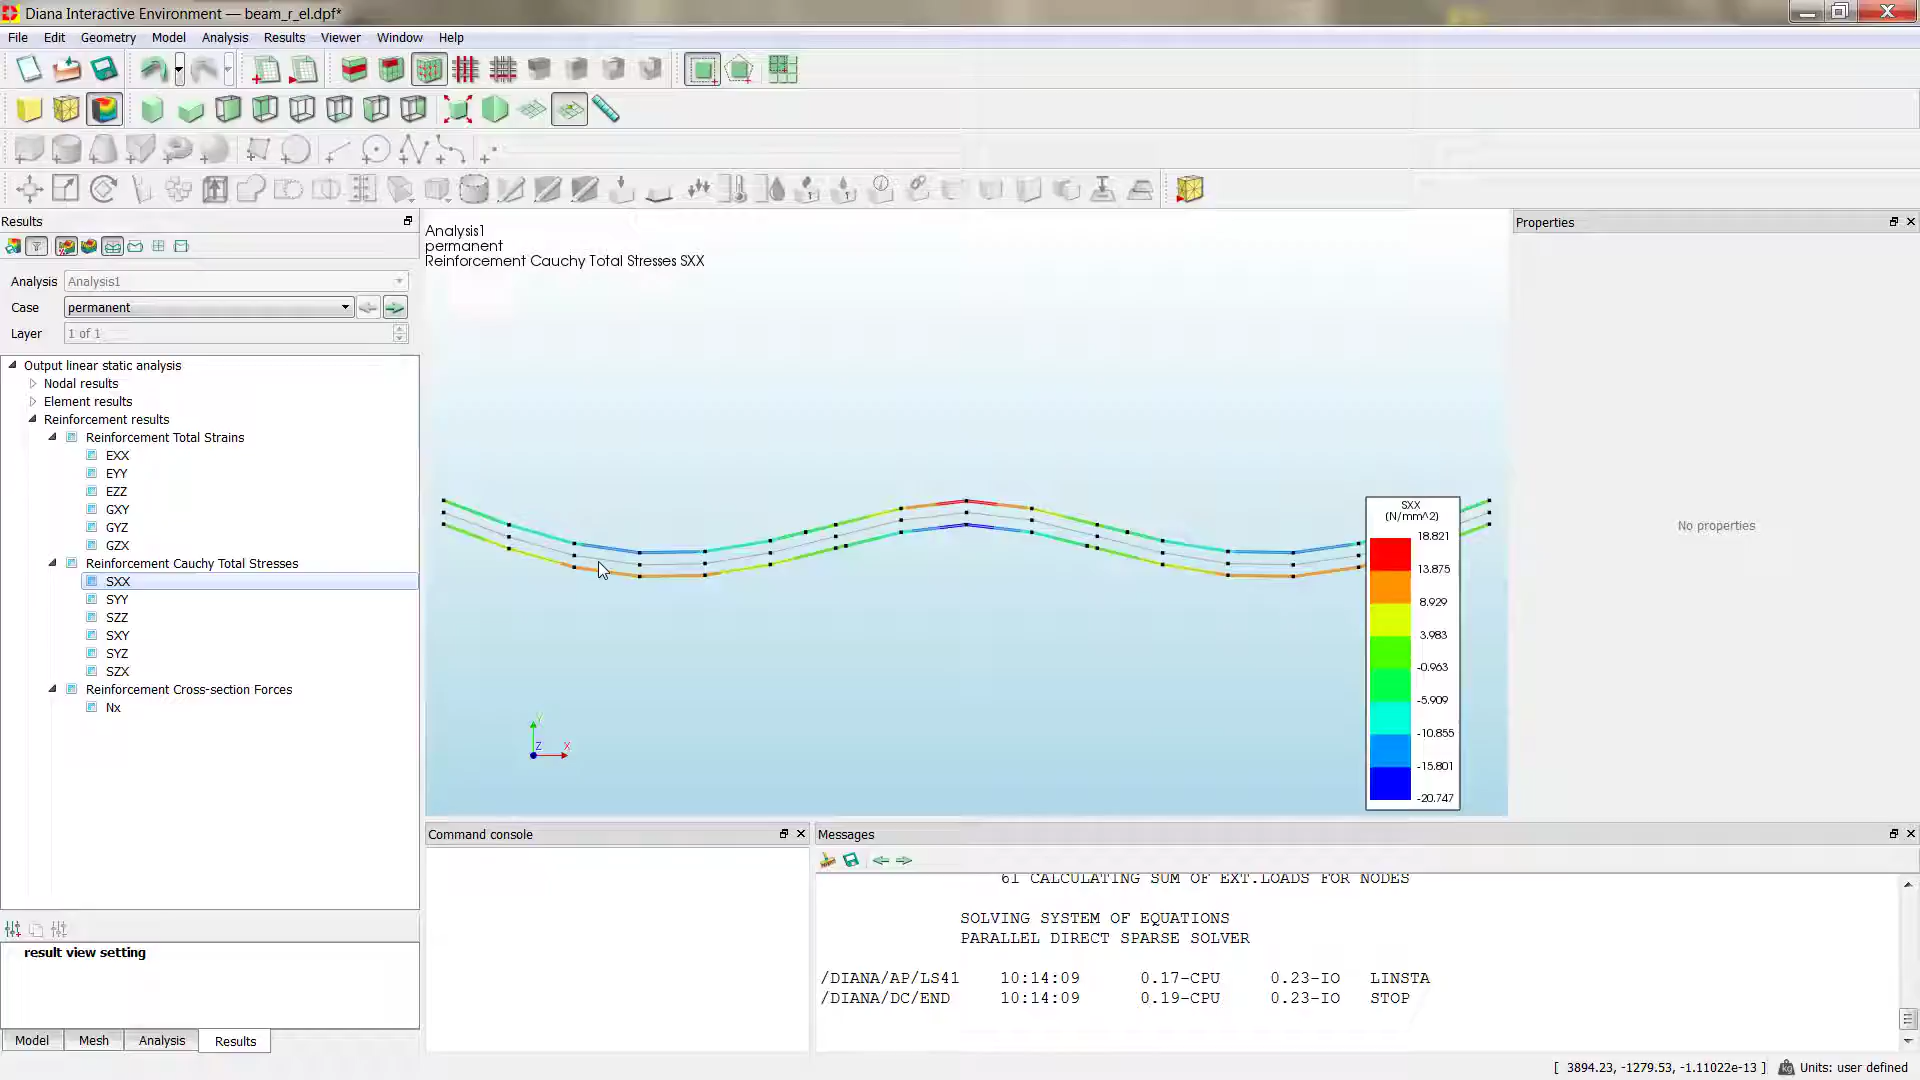 Diana Interactive Environment — beam_r_el.dpf*
File Edit Geometry Model Analysis Results Viewer Window Help
Results
Analysis Analysis1
Case permanent
Layer 1 of 1
Output linear static analysis
Nodal results
Element results
Reinforcement results
Reinforcement Total Strains
EXX
EYY
EZZ
GXY
GYZ
GZX
Reinforcement Cauchy Total Stresses
SXX
SYY
SZZ
SXY
SYZ
SZX
Reinforcement Cross-section Forces
Nx
result view setting
Model Mesh Analysis Results
Analysis1
permanent
Reinforcement Cauchy Total Stresses SXX
SXX
(N/mm^2)
18.821
13.875
8.929
3.983
-0.963
-5.909
-10.855
-15.801
-20.747
Y
Z X
Properties
No properties
Command console
Messages
61 CALCULATING SUM OF EXT.LOADS FOR NODES
SOLVING SYSTEM OF EQUATIONS
PARALLEL DIRECT SPARSE SOLVER
/DIANA/AP/LS41 10:14:09 0.17-CPU 0.23-IO LINSTA
/DIANA/DC/END 10:14:09 0.19-CPU 0.23-IO STOP
[ 3894.23, -1279.53, -1.11022e-13 ] Units: user defined